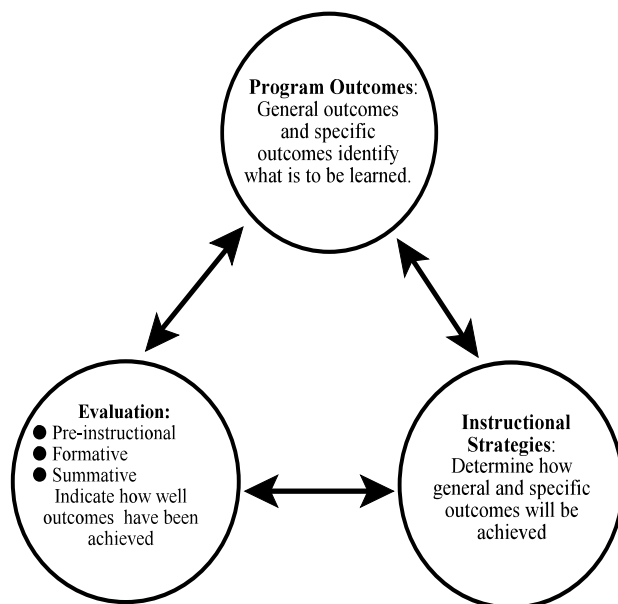 Program Outcomes:
General outcomes
and specific
outcomes identify
what is to be learned.
Evaluation:
● Pre-instructional
● Formative
● Summative
Indicate how well
outcomes have been
achieved
Instructional
Strategies:
Determine how
general and specific
outcomes will be
achieved